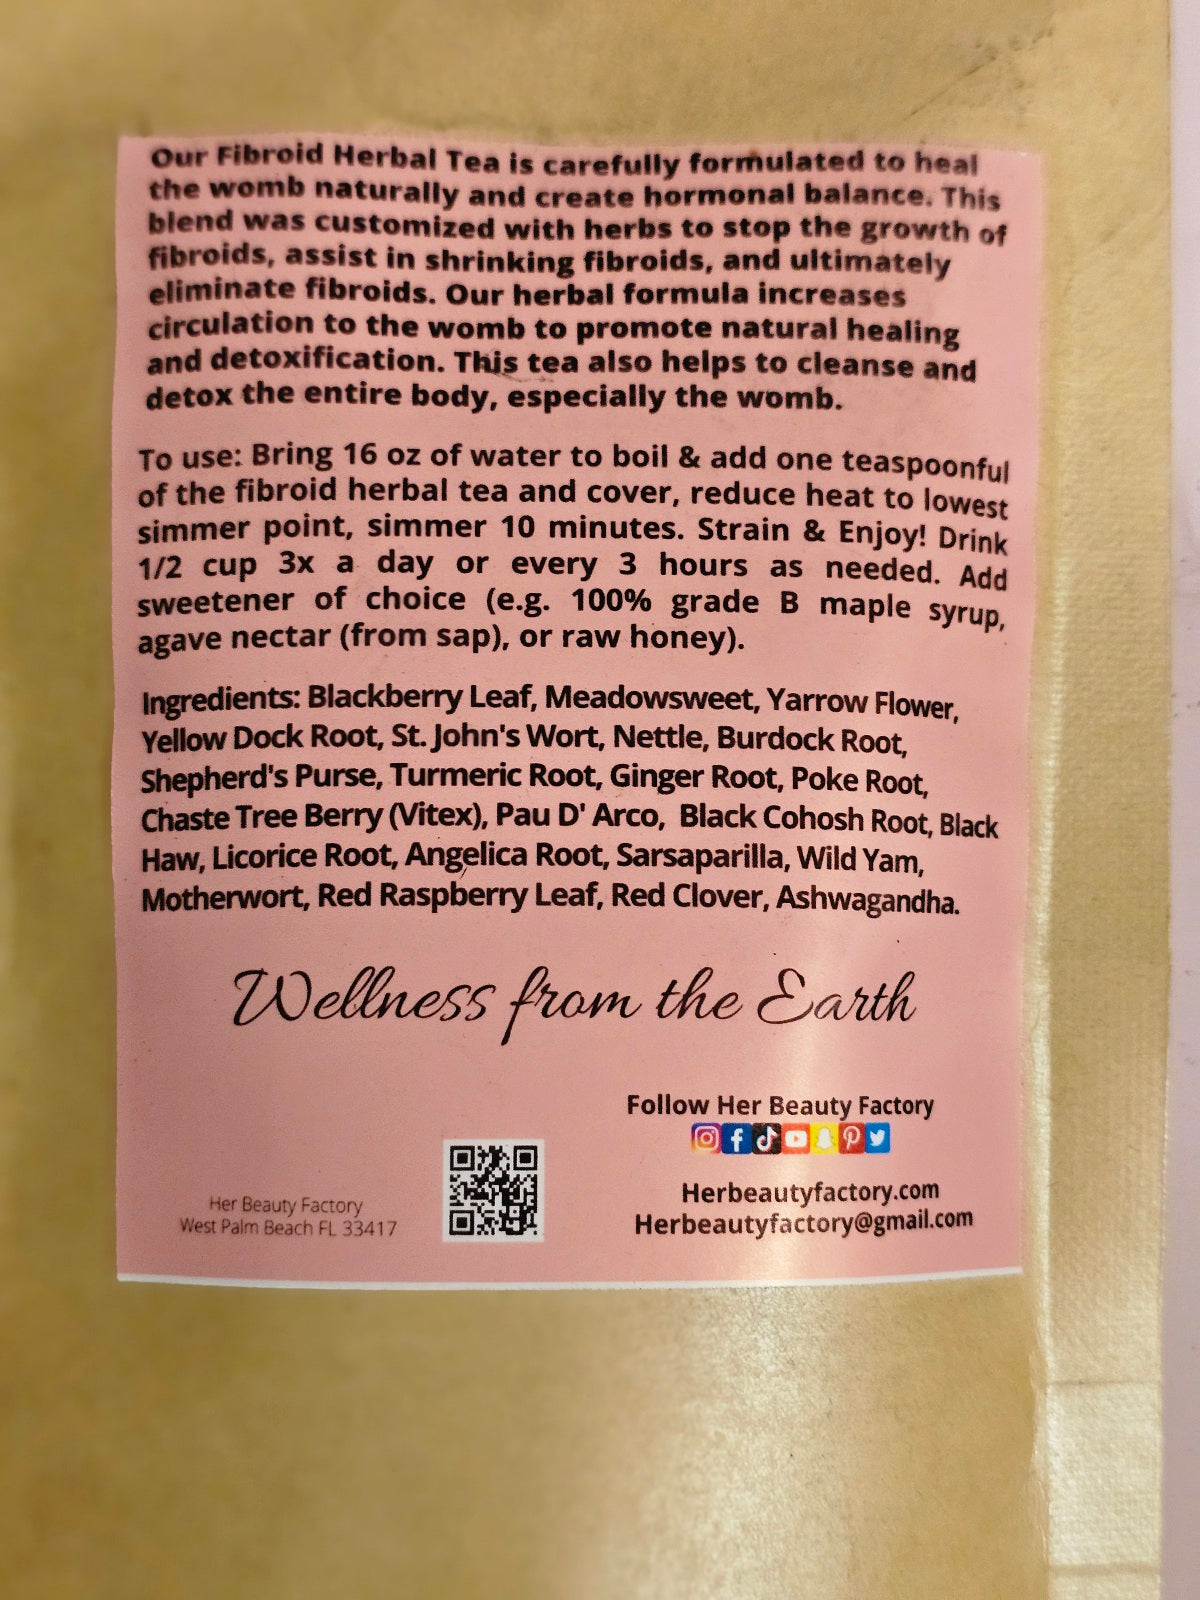 Our Fibroid Herbal Tea is carefully formulated to heal
the womb naturally and create hormonal balance. This
blend was customized with herbs to stop the growth of
fibroids, assist in shrinking fibroids, and ultimately
eliminate fibroids. Our herbal formula increases
circulation to the womb to promote natural healing
and detoxification. This tea also helps to cleanse and
detox the entire body, especially the womb.
To use: Bring 16 oz of water to boil & add one teaspoonful
of the fibroid herbal tea and cover, reduce heat to lowest
simmer point, simmer 10 minutes. Strain & Enjoy! Drink
1/2 cup 3x a day or every 3 hours as needed. Add
sweetener of choice (e.g. 100% grade B maple syrup,
agave nectar (from sap), or raw honey).
Ingredients: Blackberry Leaf, Meadowsweet, Yarrow Flower,
Yellow Dock Root, St. John's Wort, Nettle, Burdock Root,
Shepherd's Purse, Turmeric Root, Ginger Root, Poke Root,
Chaste Tree Berry (Vitex), Pau D' Arco, Black Cohosh Root, Black
Haw, Licorice Root, Angelica Root, Sarsaparilla, Wild Yam,
Motherwort, Red Raspberry Leaf, Red Clover, Ashwagandha.
Wellness from the Earth
Follow Her Beauty Factory
Her Beauty Factory
West Palm Beach FL 33417
Herbeautyfactory.com
Herbeautyfactory@gmail.com